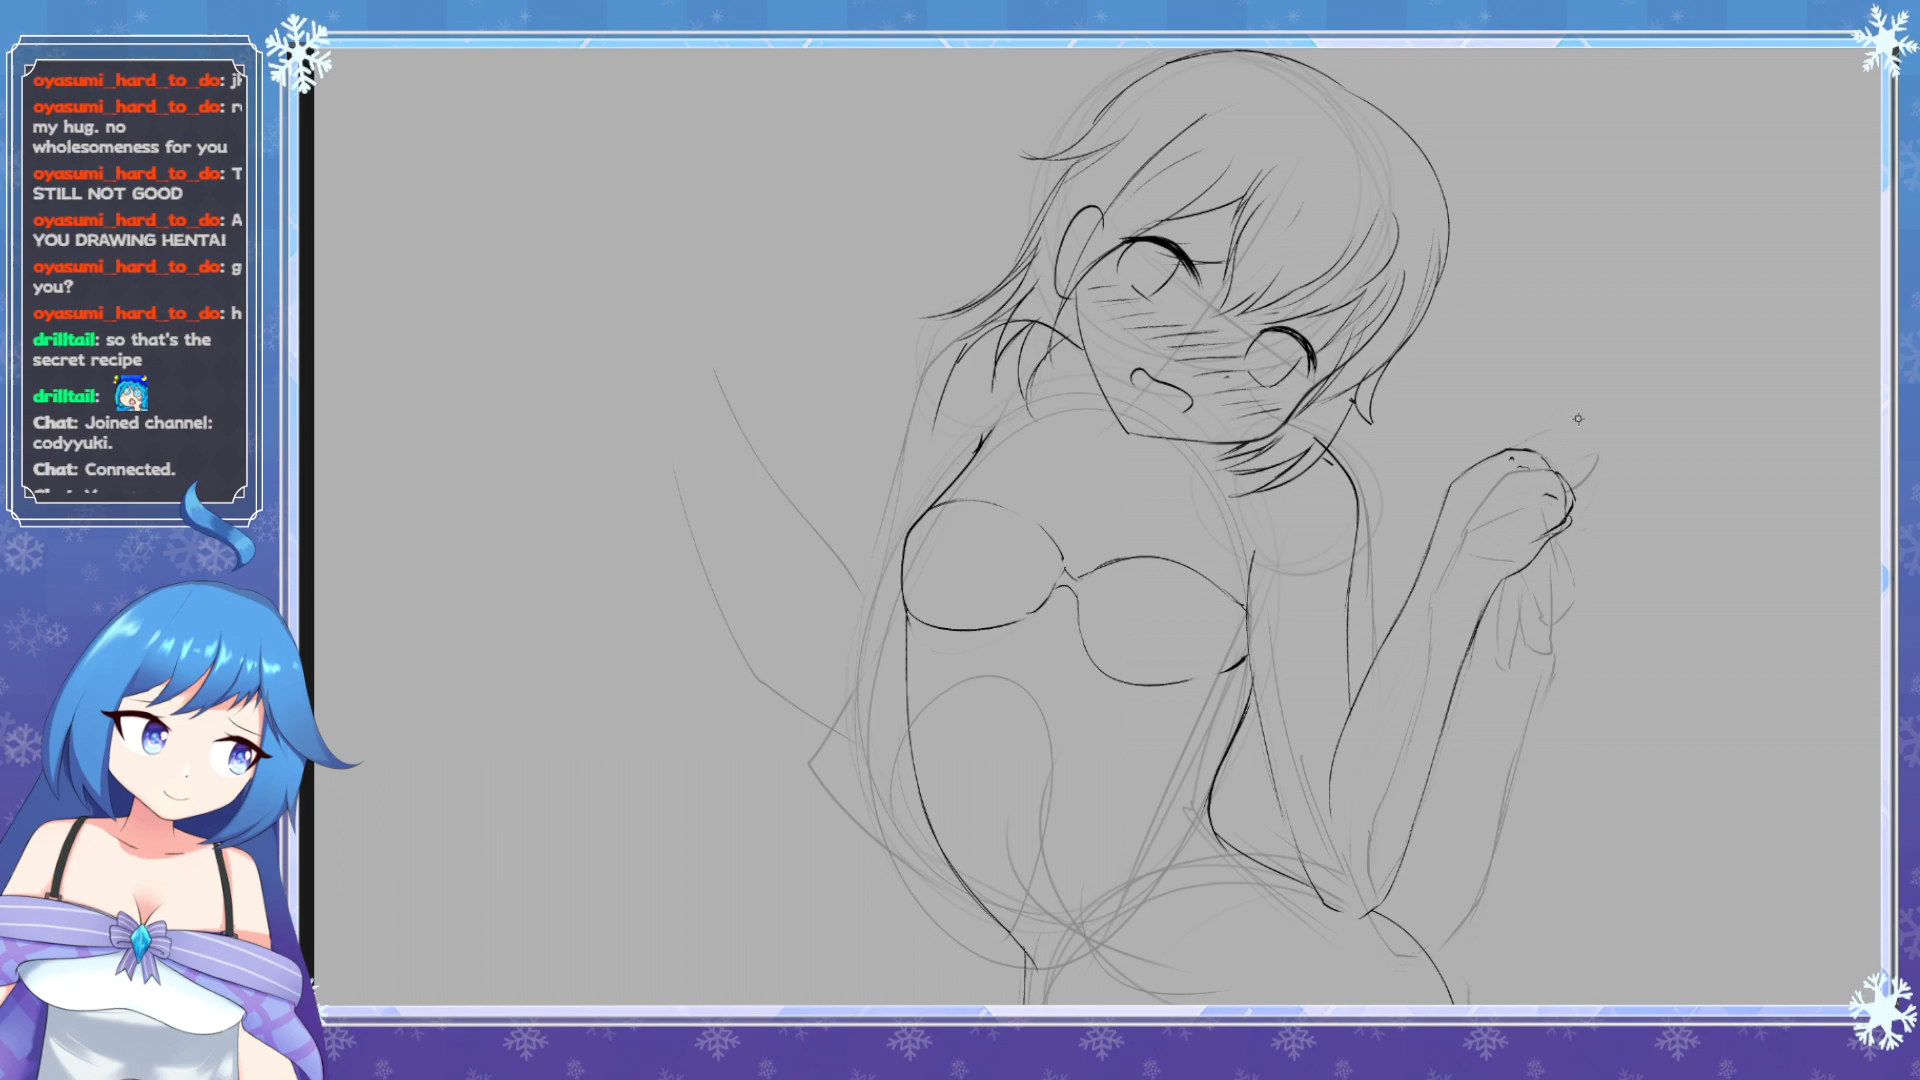 oyasumi_hard_to_do:
oyasumi_hard_to_do:
my hug. no
wholesomeness for you
oyasumi_hard_to_do: T
STILL NOT GOOD
oyasumi_hard_to_do: A
YOU DRAWING HENTAI
oyasumi_hard_to_do: g
you?
oyasumi_hard_to_do: h
drilltail: so that's the
secret recipe
drilltail:
Chat: Joined channel:
codyyuki.
Chat: Connected.